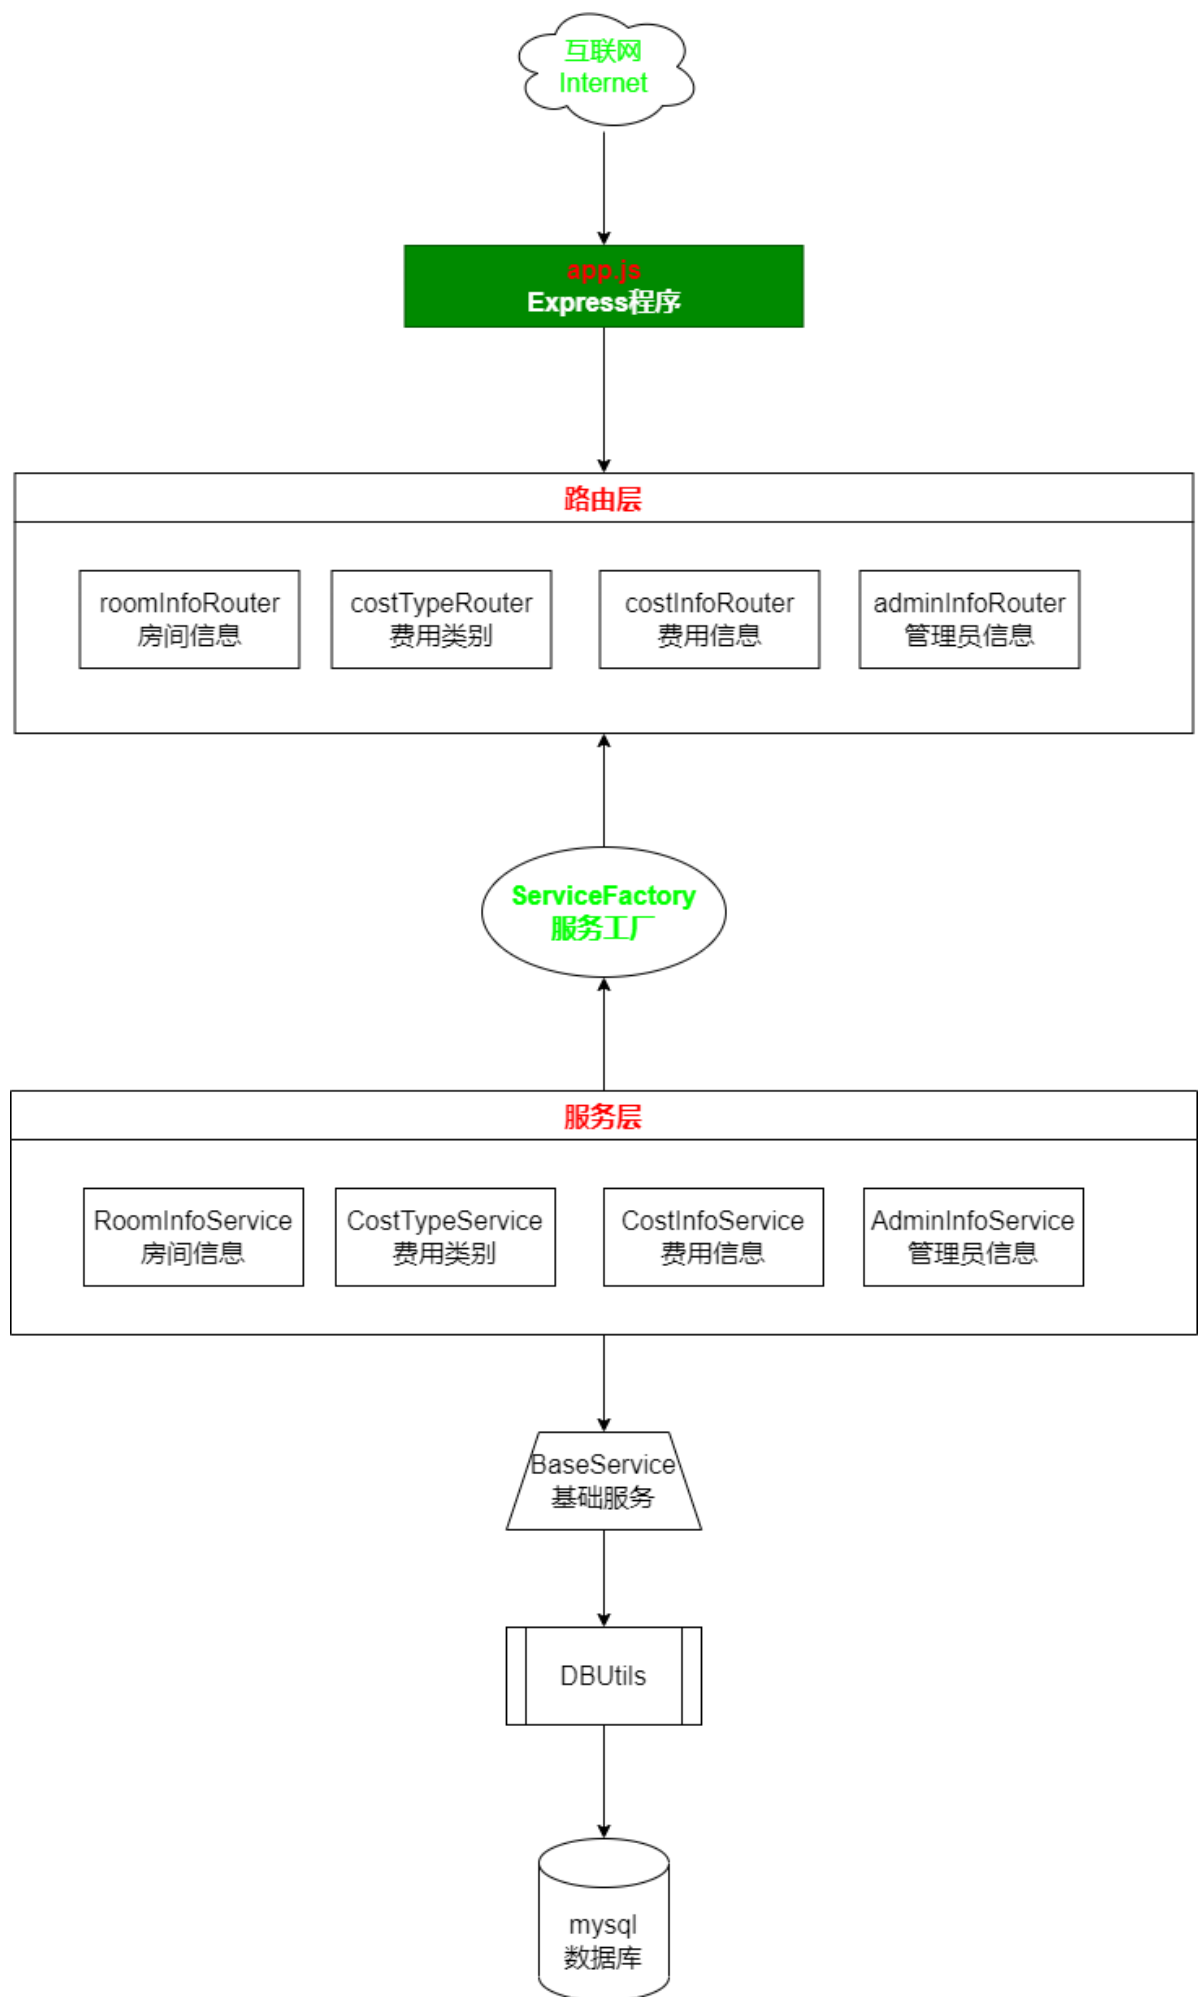 互联网
Internet
app.js
Express程序
路由层
roomInfoRouter
房间信息
costTypeRouter
费用类别
costInfoRouter
费用信息
adminInfoRouter
管理员信息
ServiceFactory
服务工厂
服务层
RoomInfoService
房间信息
CostTypeService
费用类别
CostInfoService
费用信息
AdminInfoService
管理员信息
BaseService
基础服务
DBUtils
mysql
数据库